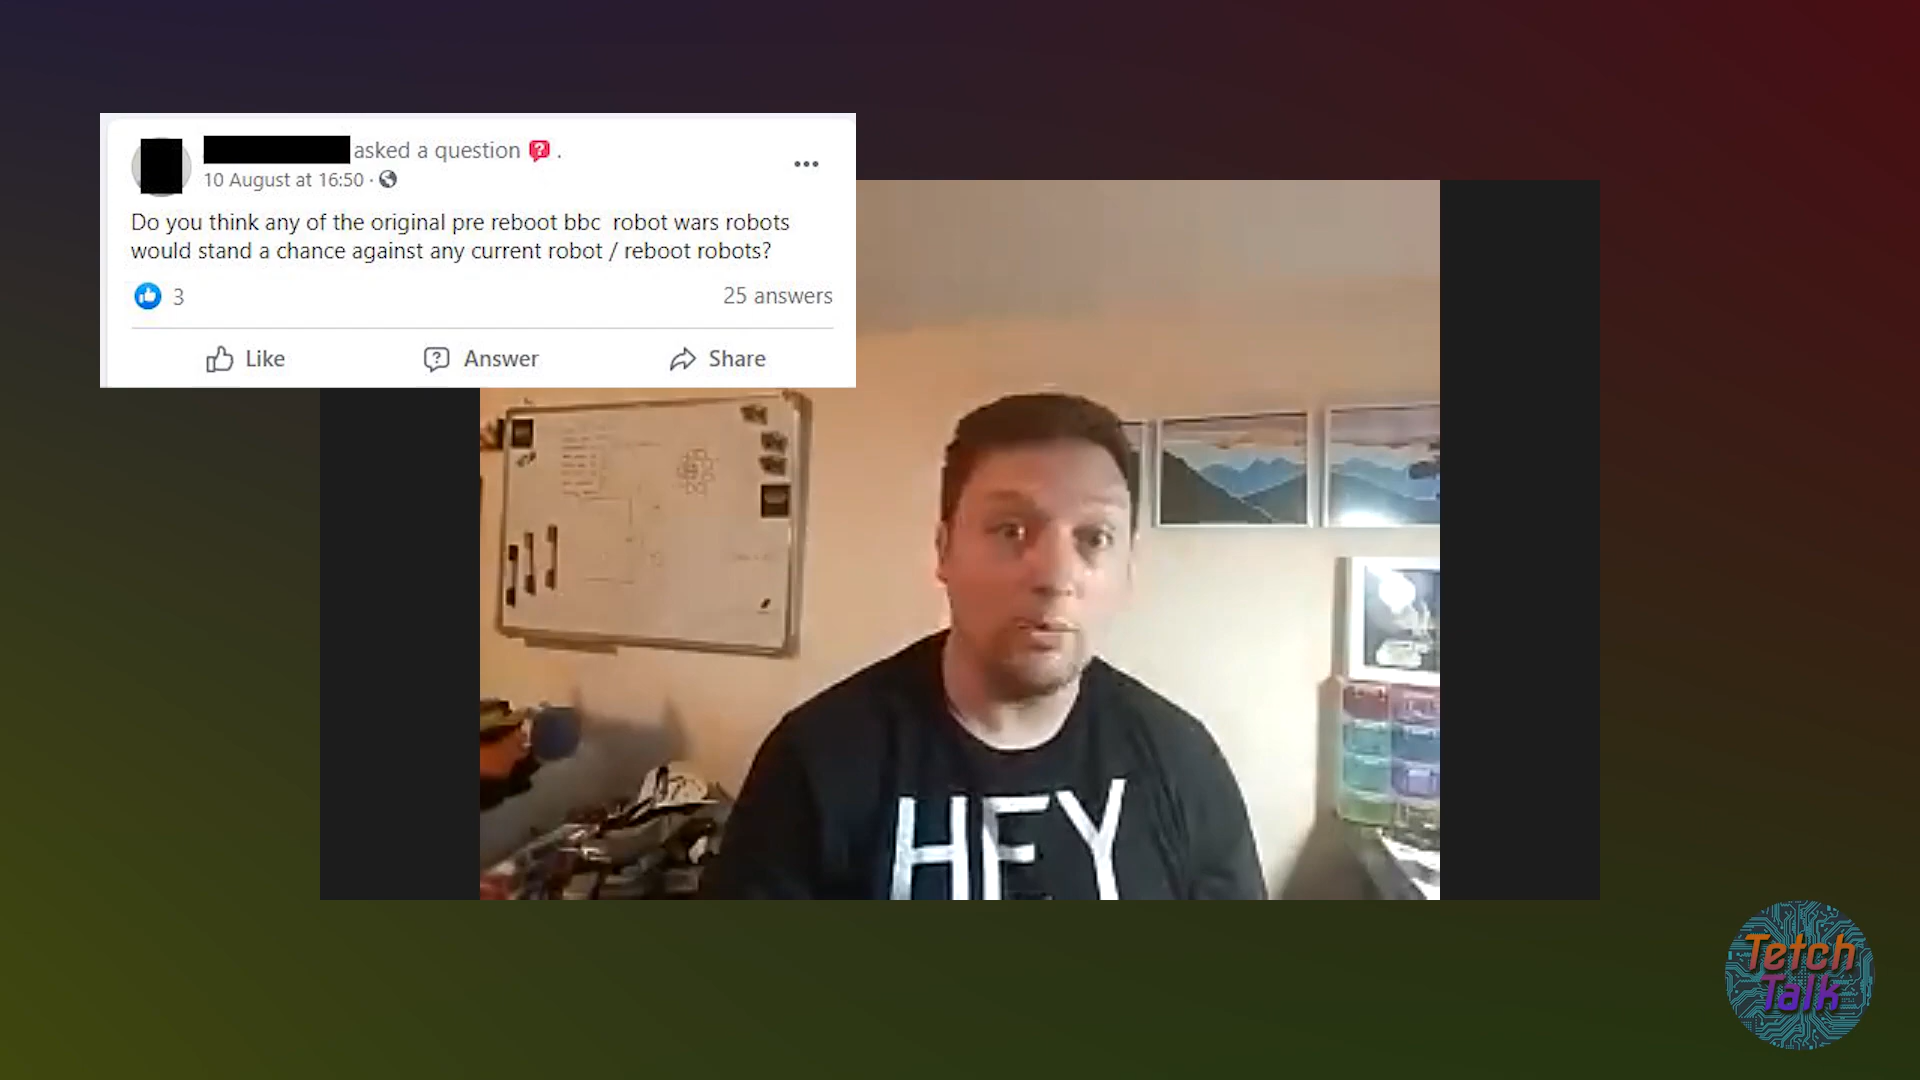 asked a question
10 August at 16:50 ·
Do you think any of the original pre reboot bbc robot wars robots
would stand a chance against any current robot / reboot robots?
3
25 answers
Like
Answer
Share
HEY
Tetch
Talk